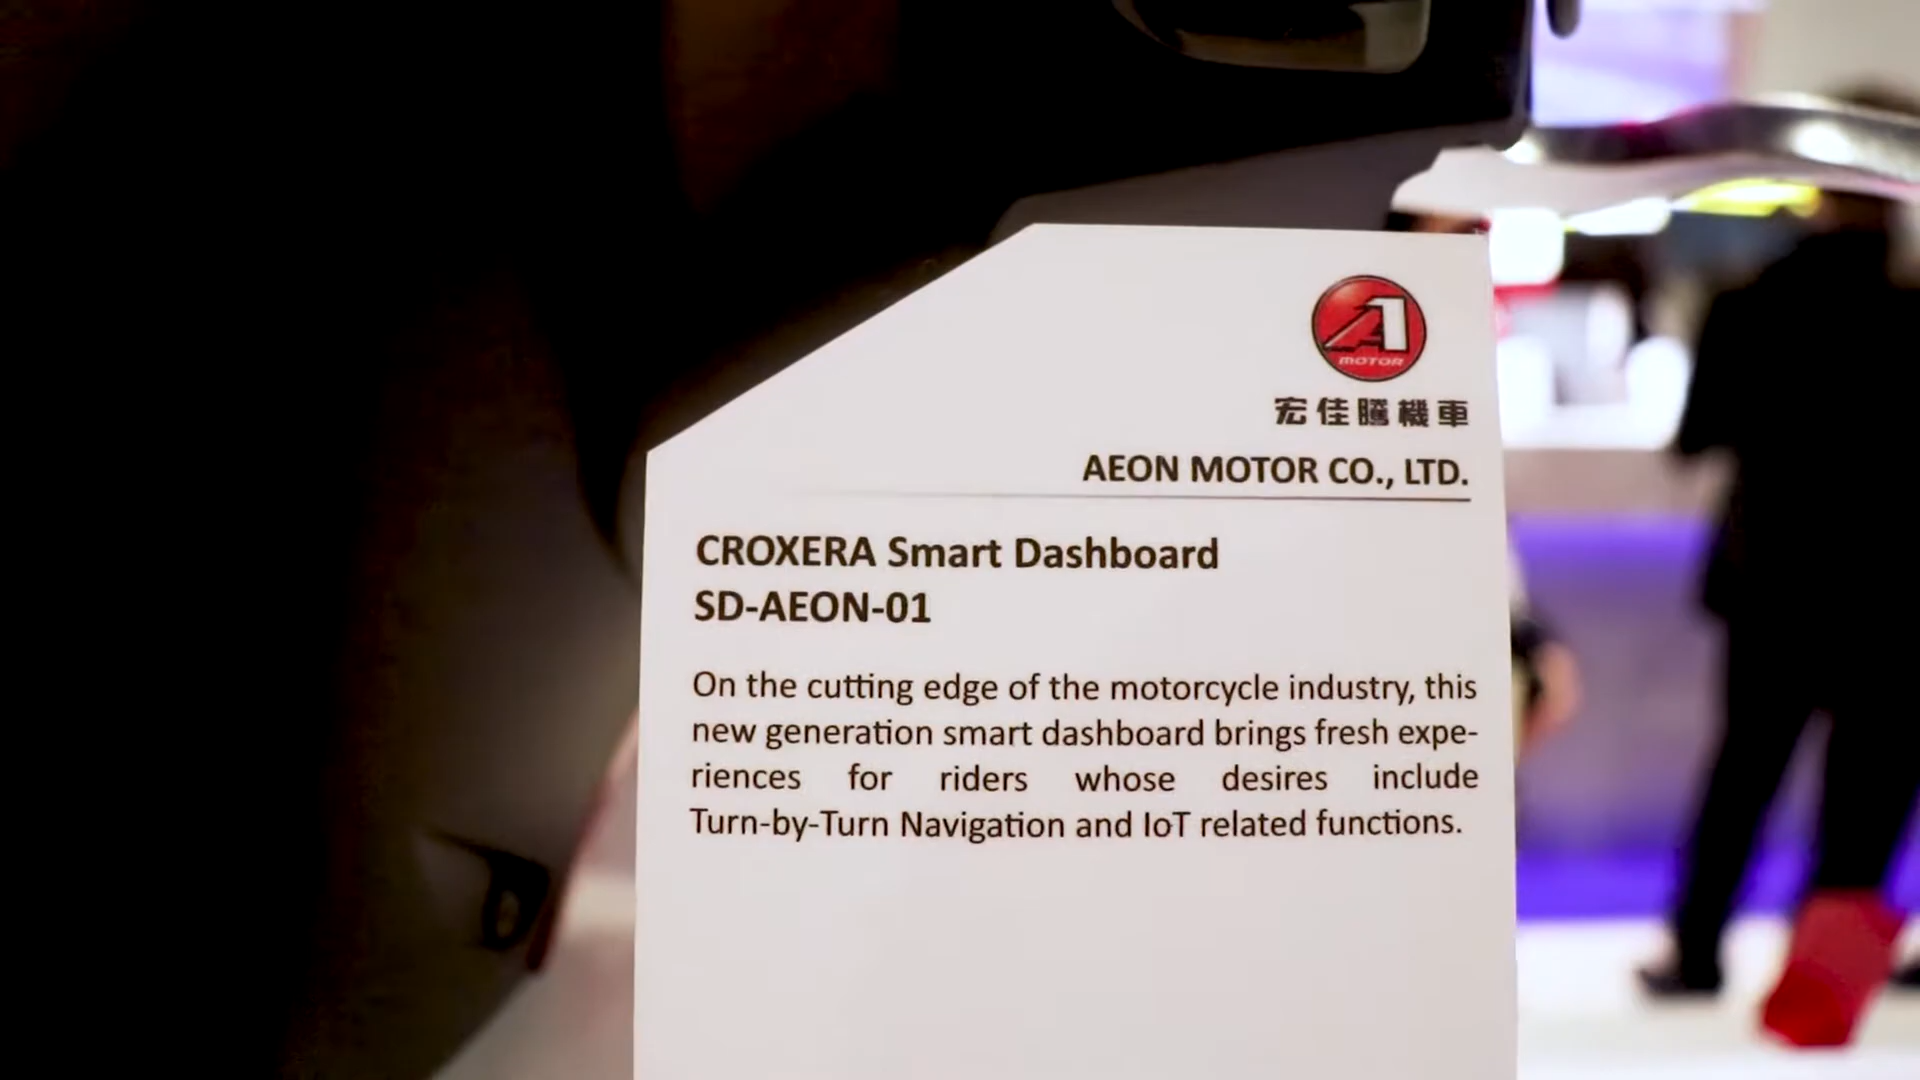 A1
MOTOR
宏佳騰機車
AEON MOTOR CO., LTD.
CROXERA Smart Dashboard
SD-AEON-01
On the cutting edge of the motorcycle industry, this
new generation smart dashboard brings fresh expe-
riences for riders whose desires include
Turn-by-Turn Navigation and IoT related functions.